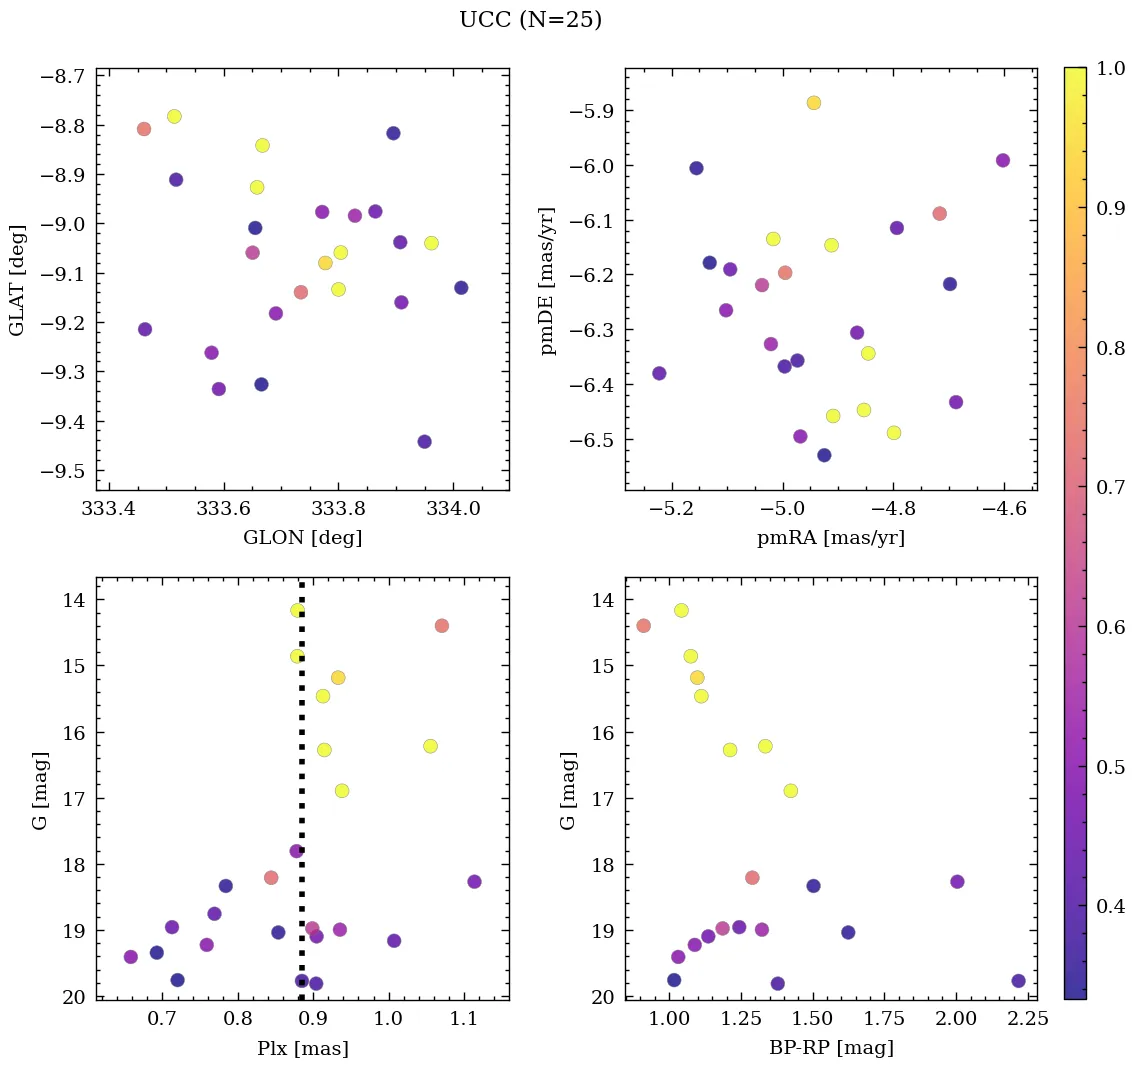 UCC (N=25)
−8.7
−8.8
−8.9
−9.0
−9.1
−9.2
−9.3
−9.4
−9.5
GLAT [deg]
333.4 333.6 333.8 334.0
GLON [deg]
−5.9
−6.0
−6.1
−6.2
−6.3
−6.4
−6.5
pmDE [mas/yr]
−5.2 −5.0 −4.8 −4.6
pmRA [mas/yr]
14
15
16
17
18
19
20
G [mag]
0.7 0.8 0.9 1.0 1.1
Plx [mas]
14
15
16
17
18
19
20
G [mag]
1.00 1.25 1.50 1.75 2.00 2.25
BP-RP [mag]
1.0
0.9
0.8
0.7
0.6
0.5
0.4